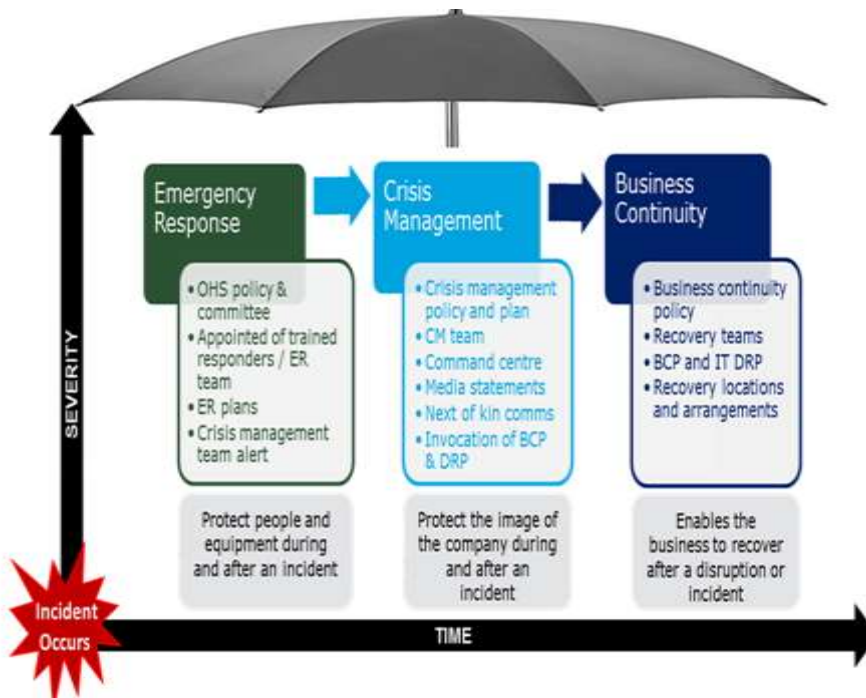 Emergency
Response
Crisis
Management
Business
Continuity
• OHS policy &
committee
• Appointed of trained
responders / ER
team
• ER plans
• Crisis management
team alert
• Crisis management
policy and plan
• CM team
• Command centre
• Media statements
• Next of kin comms
• Invocation of BCP
& DRP
• Business continuity
policy
• Recovery teams
• BCP and IT DRP
• Recovery locations
and arrangements
SEVERITY
Protect people and
equipment during
and after an incident
Protect the image of
the company during
and after an
incident
Enables the
business to recover
after a disruption or
incident
Incident
Occurs
TIME